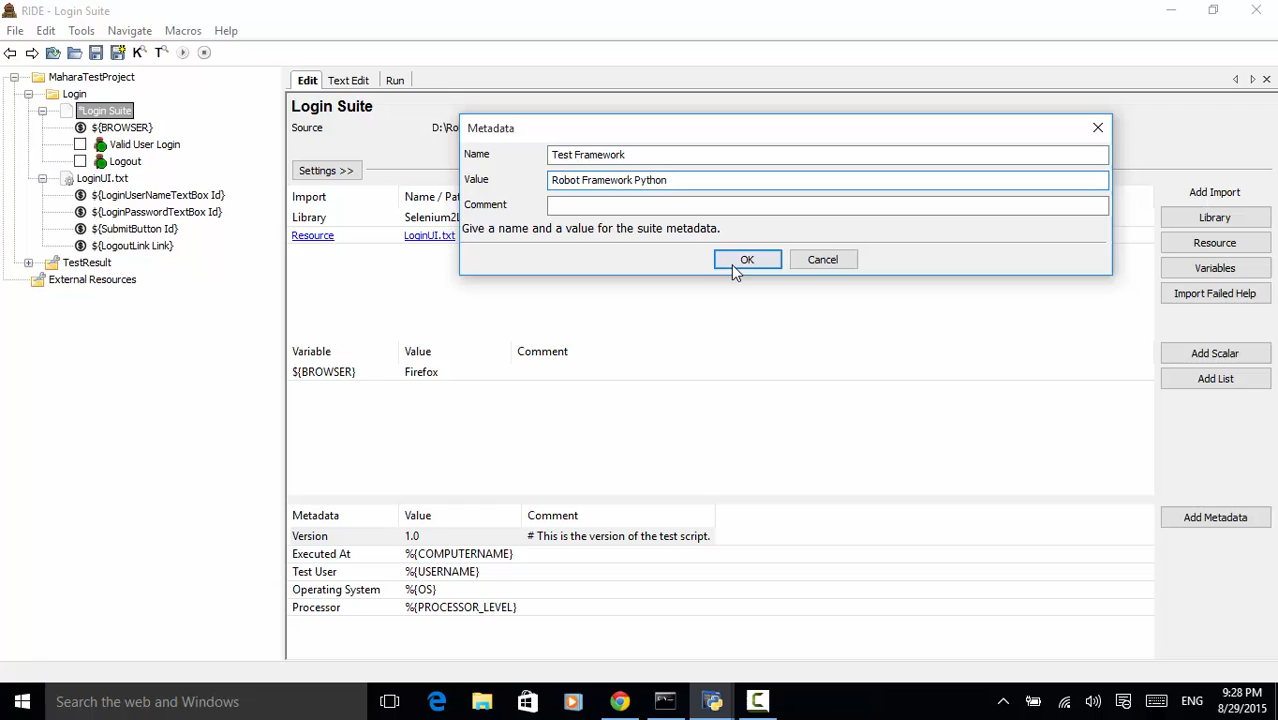 RIDE - Login Suite
File Edit Tools Navigate Macros Help
MaharaTestProject
Login
*Login Suite
${BROWSER}
Valid User Login
Logout
LoginUI.txt
${LoginUserNameTextBox Id}
${LoginPasswordTextBox Id}
${SubmitButton Id}
${LogoutLink Link}
TestResult
External Resources
Edit Text Edit Run
Login Suite
Source D:\Ro
Settings >>
Import Name / Pat
Library Selenium2L
Resource LoginUI.txt
Metadata
Name Test Framework
Value Robot Framework Python
Comment
Give a name and a value for the suite metadata.
OK Cancel
Add Import
Library
Resource
Variables
Import Failed Help
Variable Value Comment
${BROWSER} Firefox
Add Scalar
Add List
Metadata Value Comment
Version 1.0 # This is the version of the test script.
Executed At %{COMPUTERNAME}
Test User %{USERNAME}
Operating System %{OS}
Processor %{PROCESSOR_LEVEL}
Add Metadata
Search the web and Windows
ENG
9:28 PM
8/29/2015